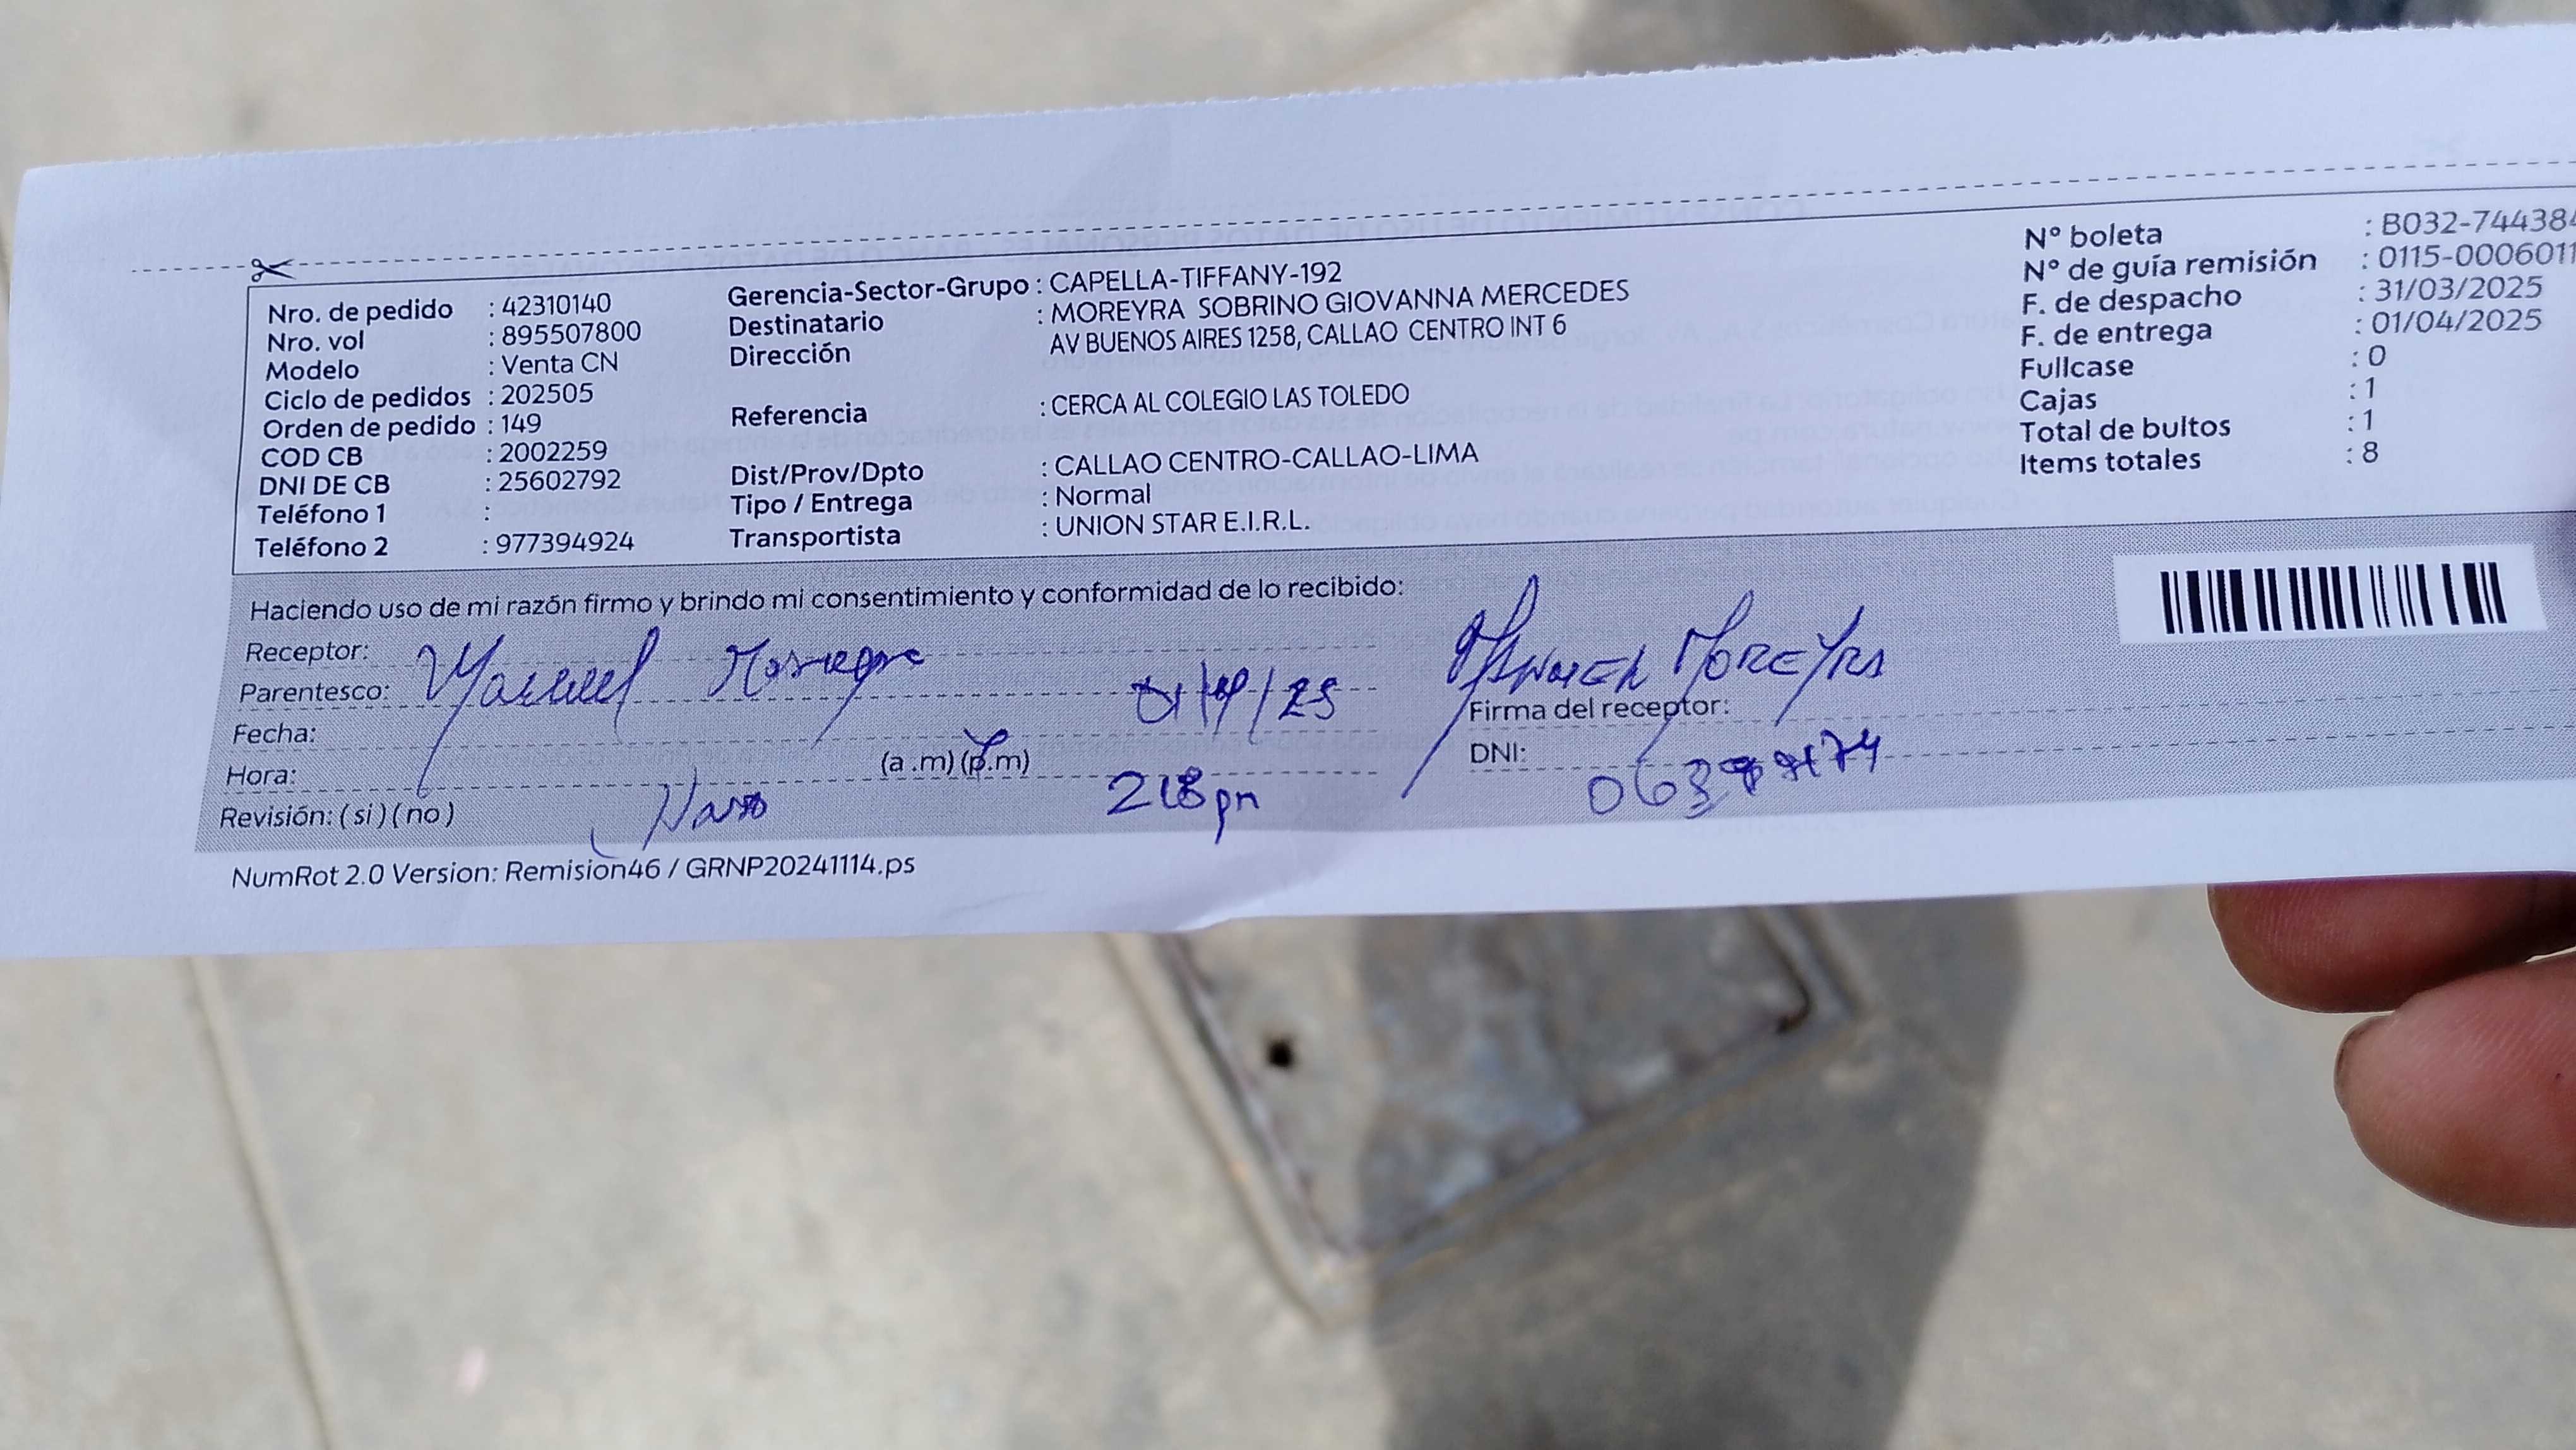 Nro. de pedido : 42310140
Nro. vol : 895507800
Modelo : Venta CN
Ciclo de pedidos : 202505
Orden de pedido : 149
COD CB : 2002259
DNI DE CB : 25602792
Teléfono 1 :
Teléfono 2 : 977394924
Gerencia-Sector-Grupo : CAPELLA-TIFFANY-192
Destinatario : MOREYRA SOBRINO GIOVANNA MERCEDES
Dirección AV BUENOS AIRES 1258, CALLAO CENTRO INT 6
Referencia : CERCA AL COLEGIO LAS TOLEDO
Dist/Prov/Dpto : CALLAO CENTRO-CALLAO-LIMA
Tipo / Entrega : Normal
Transportista : UNION STAR E.I.R.L.
N° boleta : B032-74438
N° de guía remisión : 0115-0006011
F. de despacho : 31/03/2025
F. de entrega : 01/04/2025
Fullcase : 0
Cajas : 1
Total de bultos : 1
Items totales : 8
Haciendo uso de mi razón firmo y brindo mi consentimiento y conformidad de lo recibido:
Receptor: Manuel Moreyra
Parentesco:
Fecha:
Hora: (a.m) (p.m) 218 pm
Revisión: ( si ) ( no )
Manuel Moreyra
Firma del receptor:
DNI:
NumRot 2.0 Version: Remision46 / GRNP20241114.ps